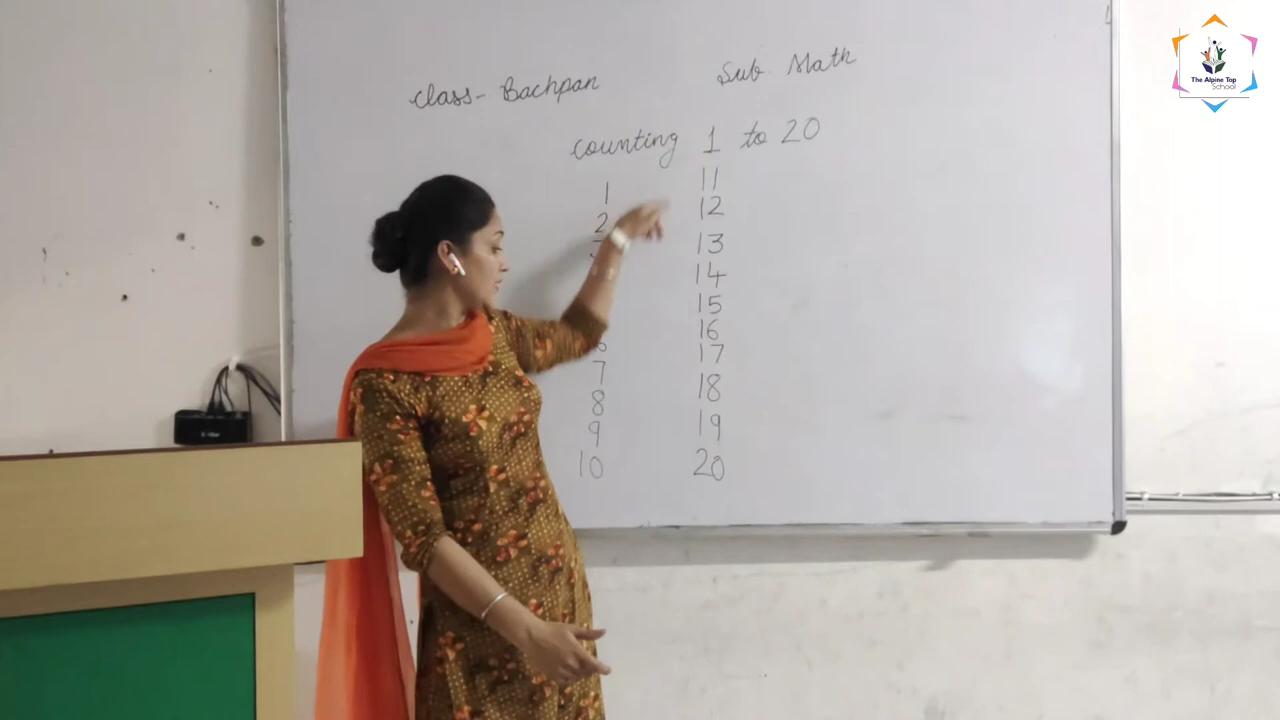 The Alpine Top
School
Class- Bachpan Sub Math
counting 1 to 20
1 11
2 12
13
14
15
6 16
7 17
8 18
9 19
10 20